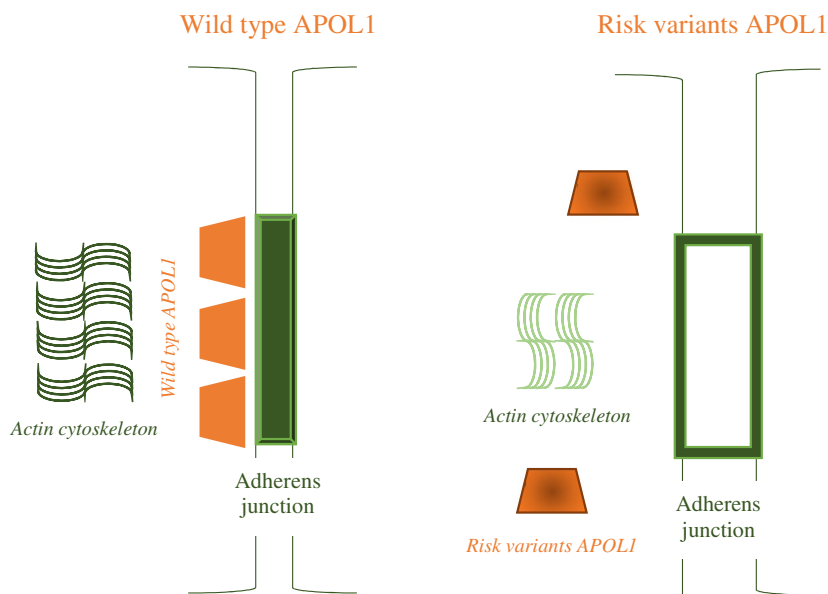 Wild type APOL1
Wild type APOL1
Actin cytoskeleton
Adherens
junction
Risk variants APOL1
Actin cytoskeleton
Risk variants APOL1
Adherens
junction